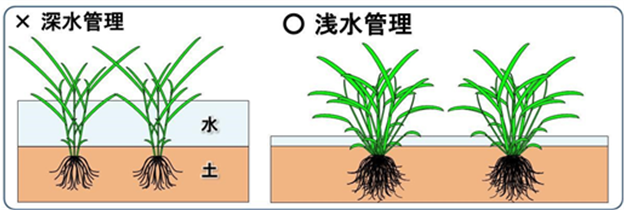 × 深水管理
○ 浅水管理
水
土